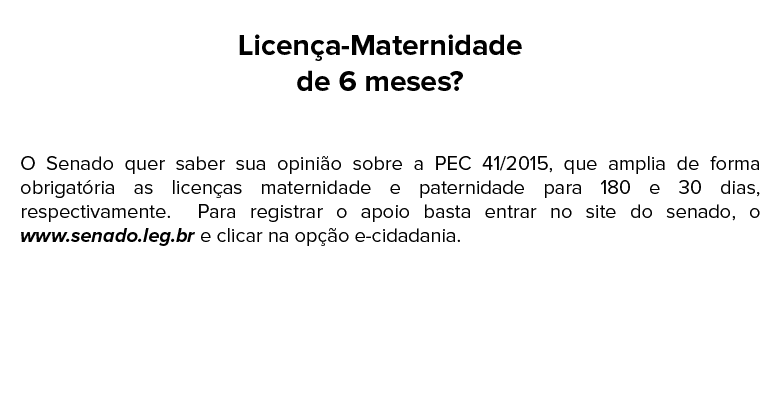 Licença-Maternidade
de 6 meses?
O Senado quer saber sua opinião sobre a PEC 41/2015, que amplia de forma
obrigatória as licenças maternidade e paternidade para 180 e 30 dias,
respectivamente. Para registrar o apoio basta entrar no site do senado, o
www.senado.leg.br e clicar na opção e-cidadania.